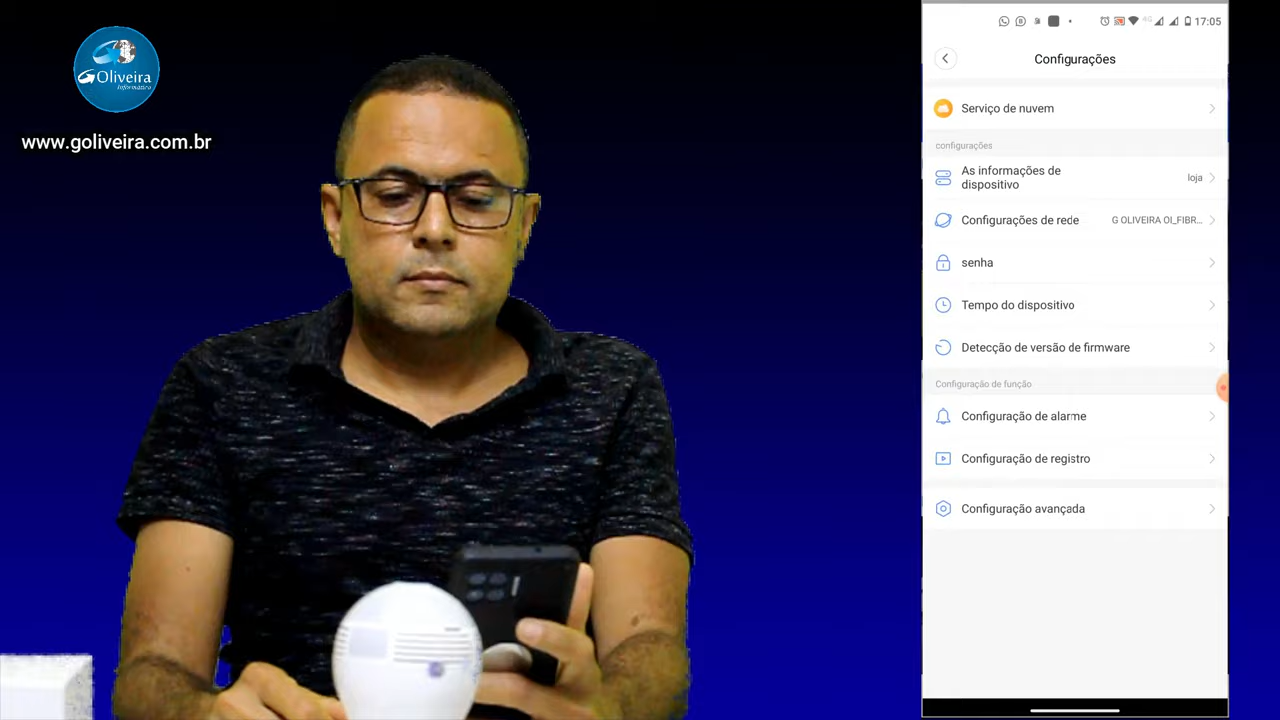 GOliveira
Informática
www.goliveira.com.br
4G
17:05
Configurações
Serviço de nuvem
configurações
As informações de
dispositivo
loja
Configurações de rede
G OLIVEIRA OI_FIBR...
senha
Tempo do dispositivo
Detecção de versão de firmware
Configuração de função
Configuração de alarme
Configuração de registro
Configuração avançada